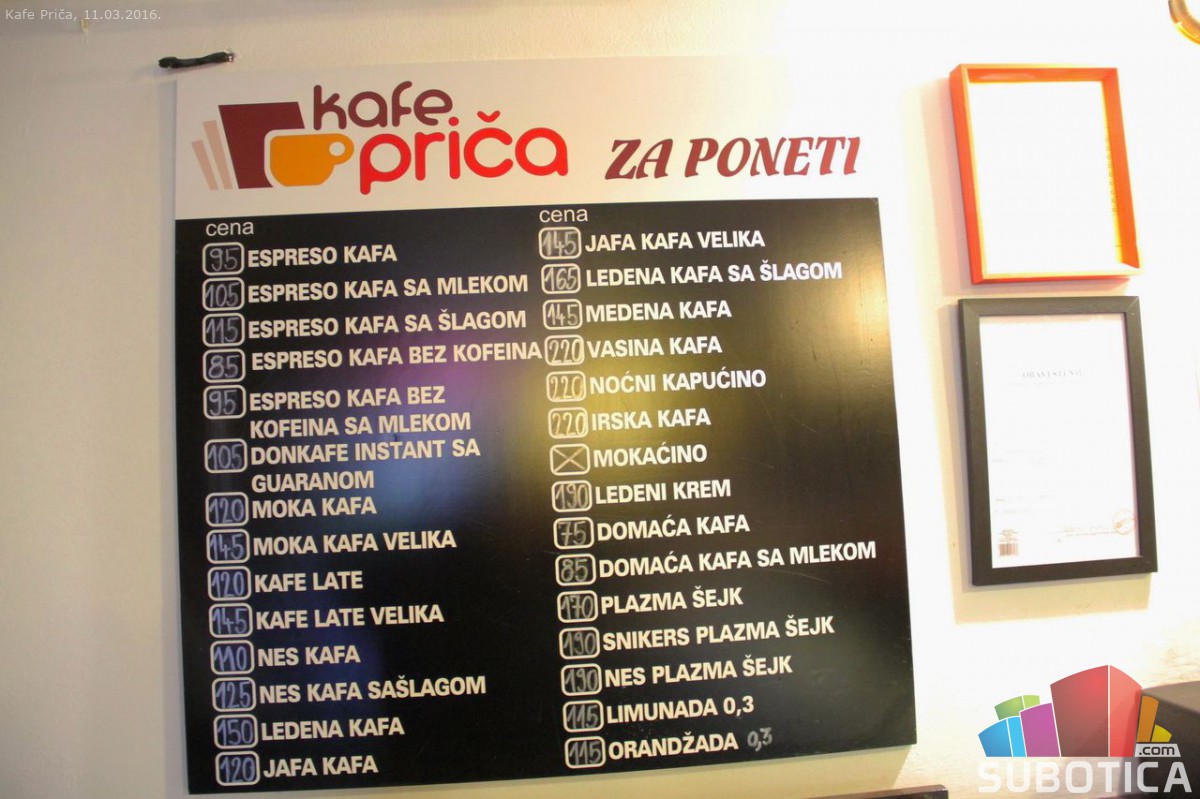 Kafe Priča, 11.03.2016.
kafe
priča
ZA PONETI
cena
95 ESPRESO KAFA
105 ESPRESO KAFA SA MLEKOM
115 ESPRESO KAFA SA ŠLAGOM
85 ESPRESO KAFA BEZ KOFEINA
95 ESPRESO KAFA BEZ
KOFEINA SA MLEKOM
105 DONKAFE INSTANT SA
GUARANOM
120 MOKA KAFA
145 MOKA KAFA VELIKA
120 KAFE LATE
145 KAFE LATE VELIKA
110 NES KAFA
125 NES KAFA SAŠLAGOM
150 LEDENA KAFA
120 JAFA KAFA
cena
145 JAFA KAFA VELIKA
165 LEDENA KAFA SA ŠLAGOM
145 MEDENA KAFA
220 VASINA KAFA
220 NOĆNI KAPUĆINO
220 IRSKA KAFA
MOKAĆINO
190 LEDENI KREM
75 DOMAĆA KAFA
85 DOMAĆA KAFA SA MLEKOM
170 PLAZMA ŠEJK
190 SNIKERS PLAZMA ŠEJK
190 NES PLAZMA ŠEJK
115 LIMUNADA 0,3
115 ORANDŽADA 0,3
OBAVEŠTENJE
.com
SUBOTICA